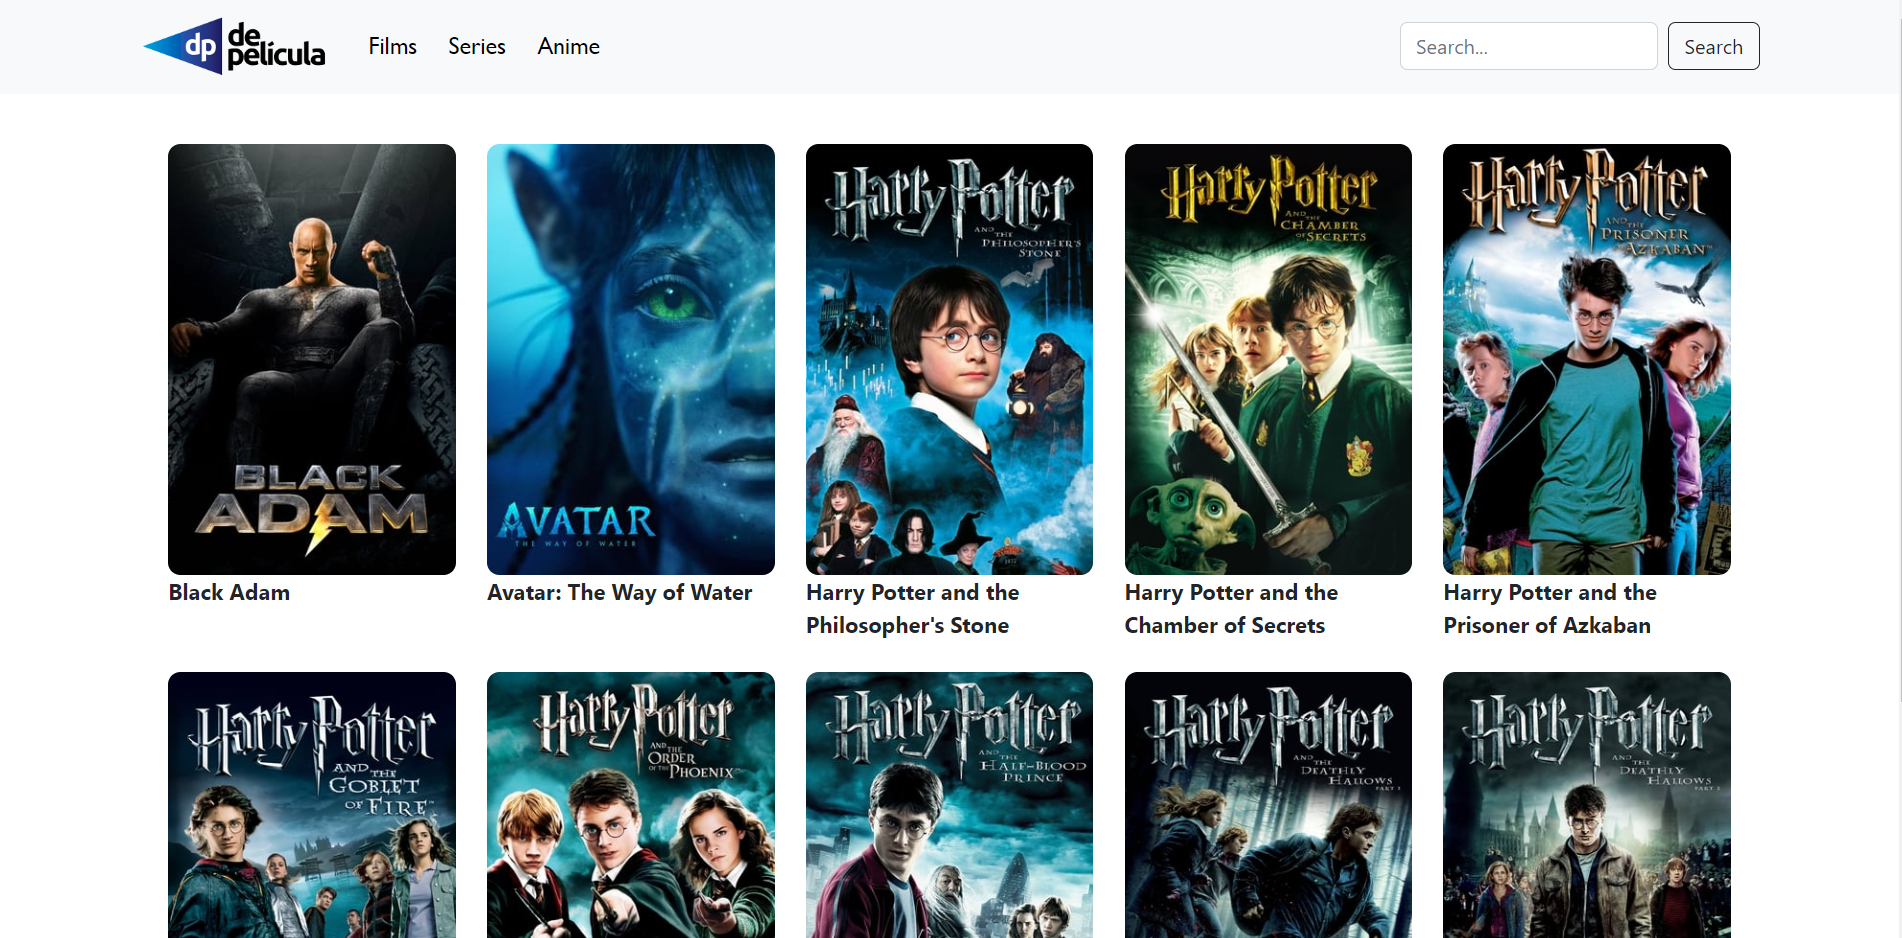 dp de película
Films Series Anime
Search...
Search
BLACK
ADAM
AVATAR
THE WAY OF WATER
Harry Potter
AND THE
PHILOSOPHER'S
STONE
Harry Potter
AND THE
CHAMBER
OF SECRETS
Harry Potter
AND THE
PRISONER
OF AZKABAN™
Black Adam
Avatar: The Way of Water
Harry Potter and the
Philosopher's Stone
Harry Potter and the
Chamber of Secrets
Harry Potter and the
Prisoner of Azkaban
Harry Potter
AND THE
GOBLET
OF FIRE™
Harry Potter
AND THE
ORDER
OF THE PHOENIX™
Harry Potter
AND THE
HALF-BLOOD
PRINCE
Harry Potter
AND THE
DEATHLY
HALLOWS
PART 1
Harry Potter
AND THE
DEATHLY
HALLOWS
PART 2